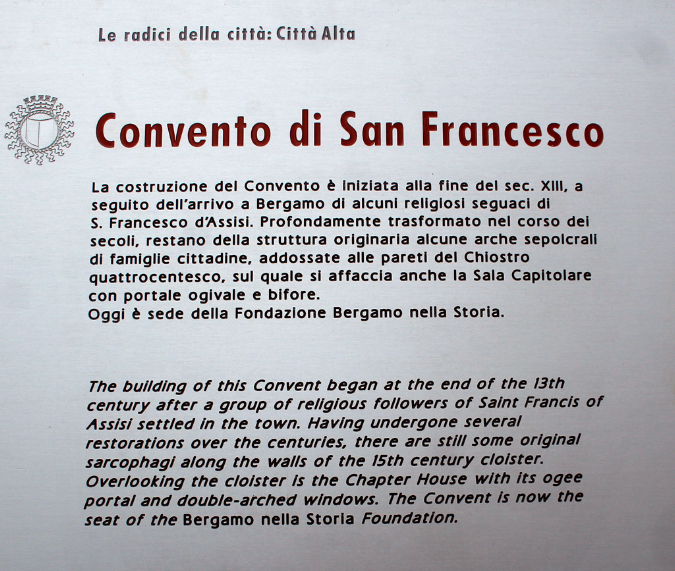 Le radici della città: Città Alta
Convento di San Francesco
La costruzione del Convento è iniziata alla fine del sec. XIII, a
seguito dell'arrivo a Bergamo di alcuni religiosi seguaci di
S. Francesco d'Assisi. Profondamente trasformato nel corso dei
secoli, restano della struttura originaria alcune arche sepolcrali
di famiglie cittadine, addossate alle pareti del Chiostro
quattrocentesco, sul quale si affaccia anche la Sala Capitolare
con portale ogivale e bifore.
Oggi è sede della Fondazione Bergamo nella Storia.
The building of this Convent began at the end of the 13th
century after a group of religious followers of Saint Francis of
Assisi settled in the town. Having undergone several
restorations over the centuries, there are still some original
sarcophagi along the walls of the 15th century cloister.
Overlooking the cloister is the Chapter House with its ogee
portal and double-arched windows. The Convent is now the
seat of the Bergamo nella Storia Foundation.